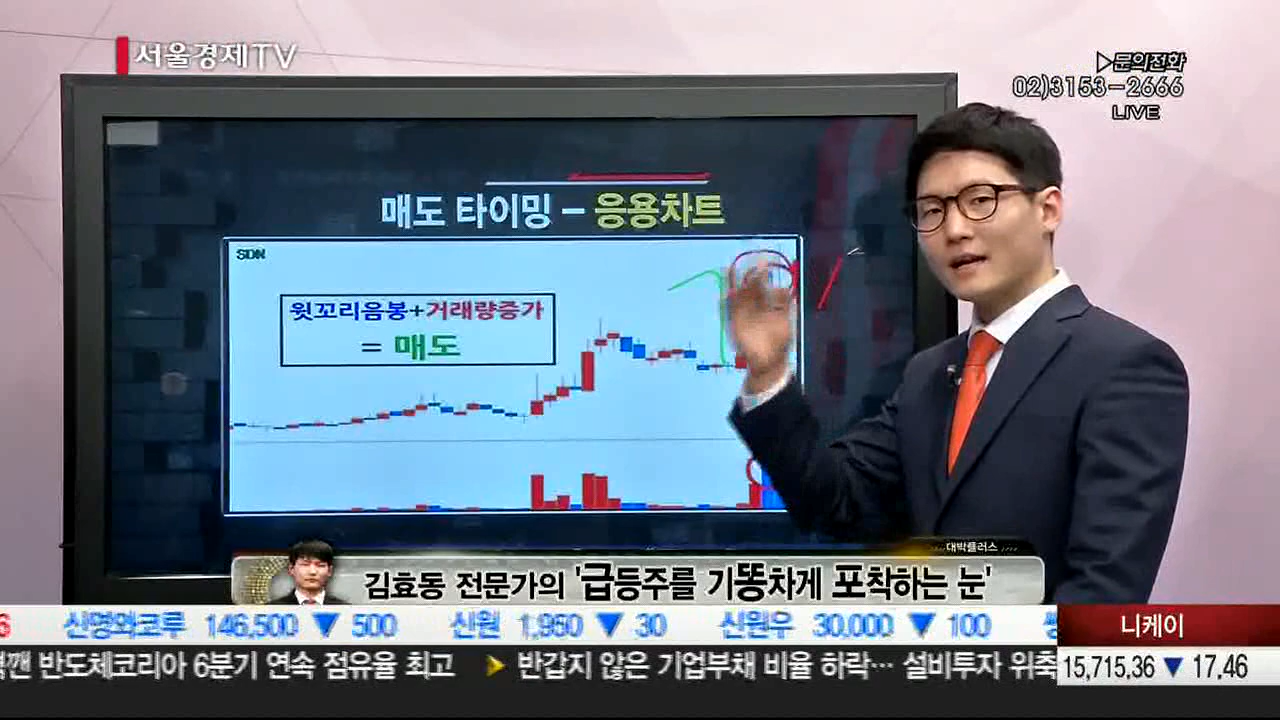 서울경제TV
▷문의전화
02)3153-2666
LIVE
매도 타이밍 - 응용차트
SDN
윗꼬리음봉+거래량증가
= 매도
대박플러스
김효동 전문가의 '급등주를 기똥차게 포착하는 눈'
신명와코루 146,500 ▼ 500 신원 1,960 ▼ 30 신원우 30,000 ▼ 100
니케이
반도체코리아 6분기 연속 점유율 최고 ▶ 반갑지 않은 기업부채 비율 하락… 설비투자 위축
15,715.36 ▼ 17.46